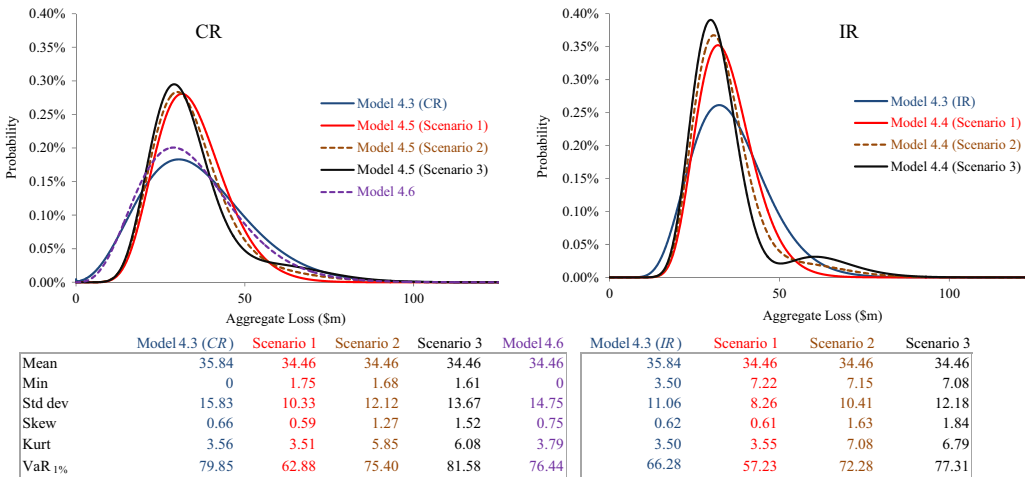 CR
0.40%
0.35%
0.30%
0.25%
0.20%
0.15%
0.10%
0.05%
0.00%
Probability
0
50
100
Aggregate Loss ($m)
Model 4.3 (CR)
Model 4.5 (Scenario 1)
Model 4.5 (Scenario 2)
Model 4.5 (Scenario 3)
Model 4.6
IR
0.40%
0.35%
0.30%
0.25%
0.20%
0.15%
0.10%
0.05%
0.00%
Probability
0
50
100
Aggregate Loss ($m)
Model 4.3 (IR)
Model 4.4 (Scenario 1)
Model 4.4 (Scenario 2)
Model 4.4 (Scenario 3)
Model 4.3 (CR) Scenario 1 Scenario 2 Scenario 3 Model 4.6 Model 4.3 (IR) Scenario 1 Scenario 2 Scenario 3
Mean 35.84 34.46 34.46 34.46 34.46 35.84 34.46 34.46 34.46
Min 0 1.75 1.68 1.61 0 3.50 7.22 7.15 7.08
Std dev 15.83 10.33 12.12 13.67 14.75 11.06 8.26 10.41 12.18
Skew 0.66 0.59 1.27 1.52 0.75 0.62 0.61 1.63 1.84
Kurt 3.56 3.51 5.85 6.08 3.79 3.50 3.55 7.08 6.79
VaR 1% 79.85 62.88 75.40 81.58 76.44 66.28 57.23 72.28 77.31